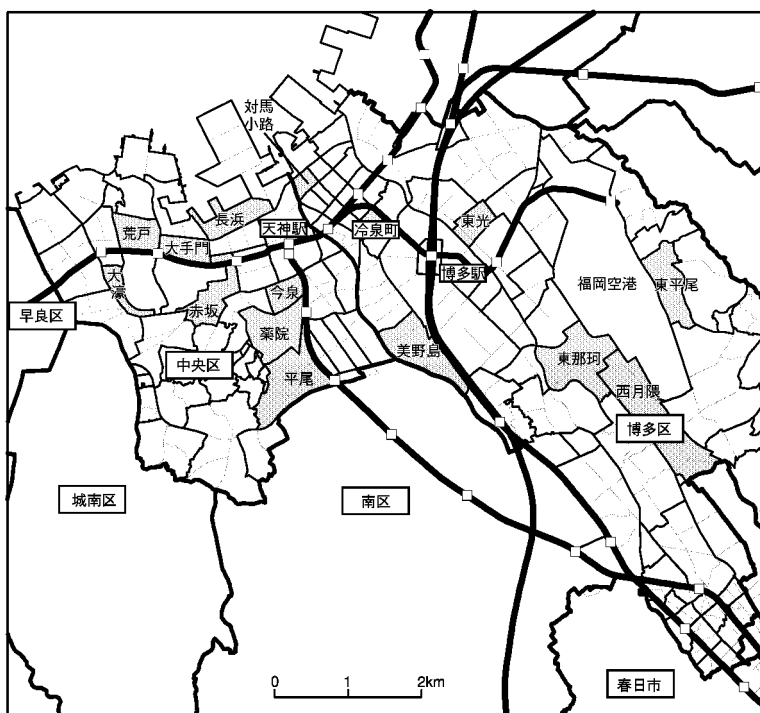 対馬
小路
荒戸
大手門
長浜
天神駅
冷泉町
東光
博多駅
福岡空港
東平尾
大濠
早良区
赤坂
今泉
薬院
中央区
平尾
美野島
東那珂
西月隈
博多区
城南区
南区
春日市
0 1 2km